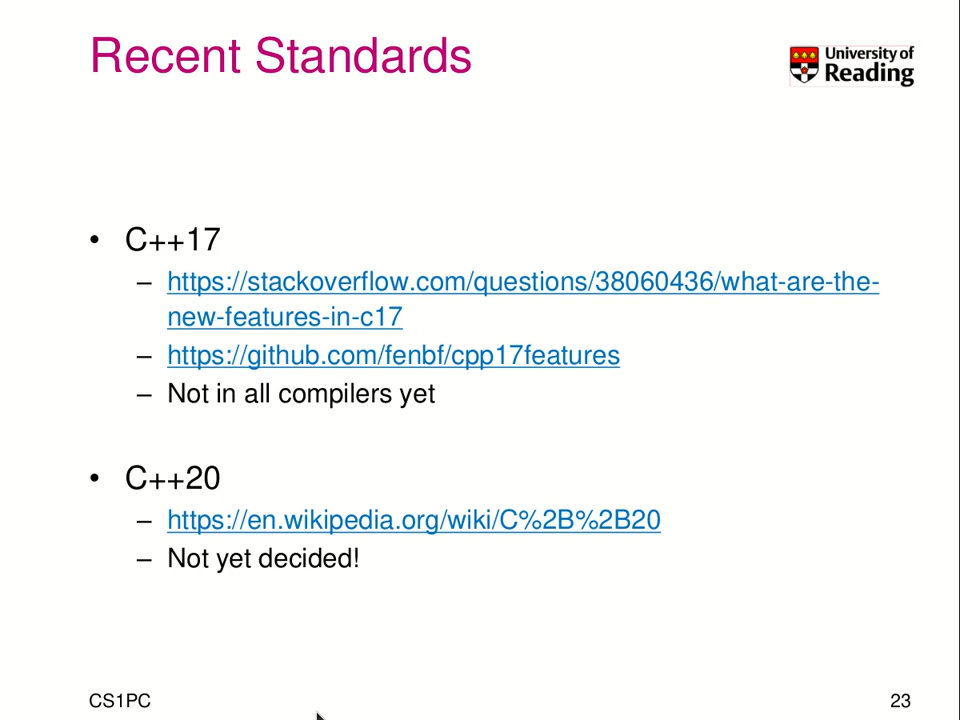 Recent Standards
University of
Reading
• C++17
– https://stackoverflow.com/questions/38060436/what-are-the-
new-features-in-c17
– https://github.com/fenbf/cpp17features
– Not in all compilers yet
• C++20
– https://en.wikipedia.org/wiki/C%2B%2B20
– Not yet decided!
CS1PC
23